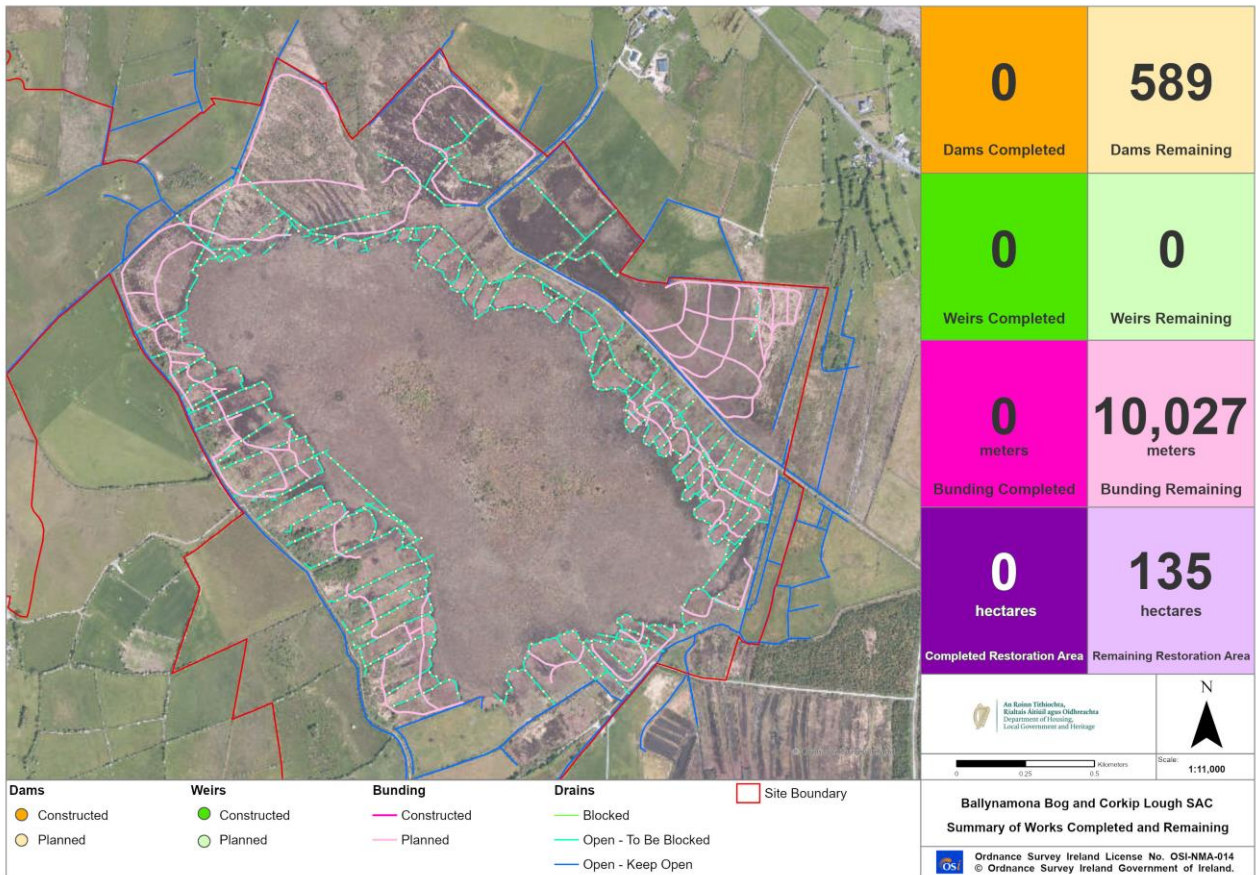 0
Dams Completed
589
Dams Remaining
0
Weirs Completed
0
Weirs Remaining
0
meters
Bunding Completed
10,027
meters
Bunding Remaining
0
hectares
Completed Restoration Area
135
hectares
Remaining Restoration Area
An Roinn Tithíochta,
Rialtais Áitiúil agus Oidhreachta
Department of Housing,
Local Government and Heritage
N
Kilometers
0 0.25 0.5
Scale:
1:11,000
Dams
Constructed
Planned
Weirs
Constructed
Planned
Bunding
Constructed
Planned
Drains
Blocked
Open - To Be Blocked
Open - Keep Open
Site Boundary
Ballynamona Bog and Corkip Lough SAC
Summary of Works Completed and Remaining
OSi
Ordnance Survey Ireland License No. OSI-NMA-014
© Ordnance Survey Ireland Government of Ireland.